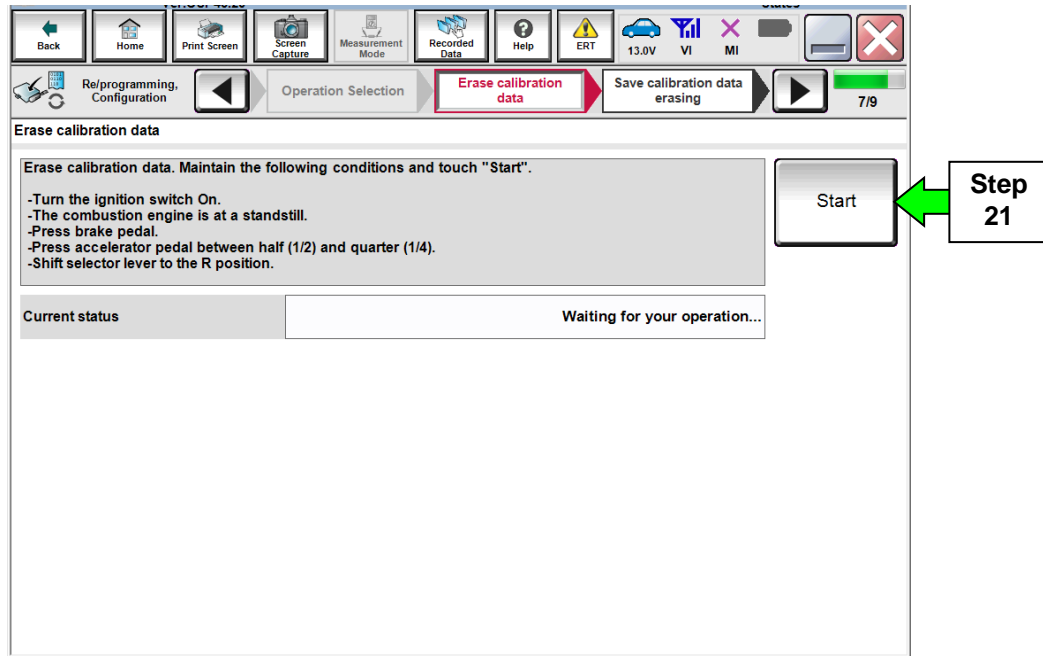 Back
Home
Print Screen
Screen
Capture
Measurement
Mode
Recorded
Data
Help
ERT
13.0V
VI
MI
Re/programming,
Configuration
Operation Selection
Erase calibration
data
Save calibration data
erasing
7/9
Erase calibration data
Erase calibration data. Maintain the following conditions and touch "Start".
-Turn the ignition switch On.
-The combustion engine is at a standstill.
-Press brake pedal.
-Press accelerator pedal between half (1/2) and quarter (1/4).
-Shift selector lever to the R position.
Start
Step
21
Current status
Waiting for your operation...